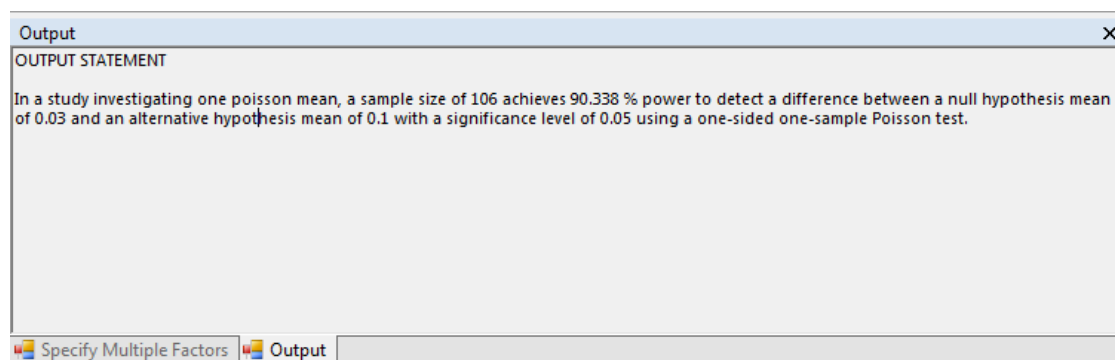 Output
OUTPUT STATEMENT
In a study investigating one poisson mean, a sample size of 106 achieves 90.338 % power to detect a difference between a null hypothesis mean
of 0.03 and an alternative hypothesis mean of 0.1 with a significance level of 0.05 using a one-sided one-sample Poisson test.
Specify Multiple Factors Output